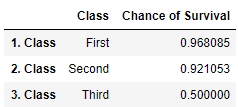 Class Chance of Survival
1. Class First 0.968085
2. Class Second 0.921053
3. Class Third 0.500000